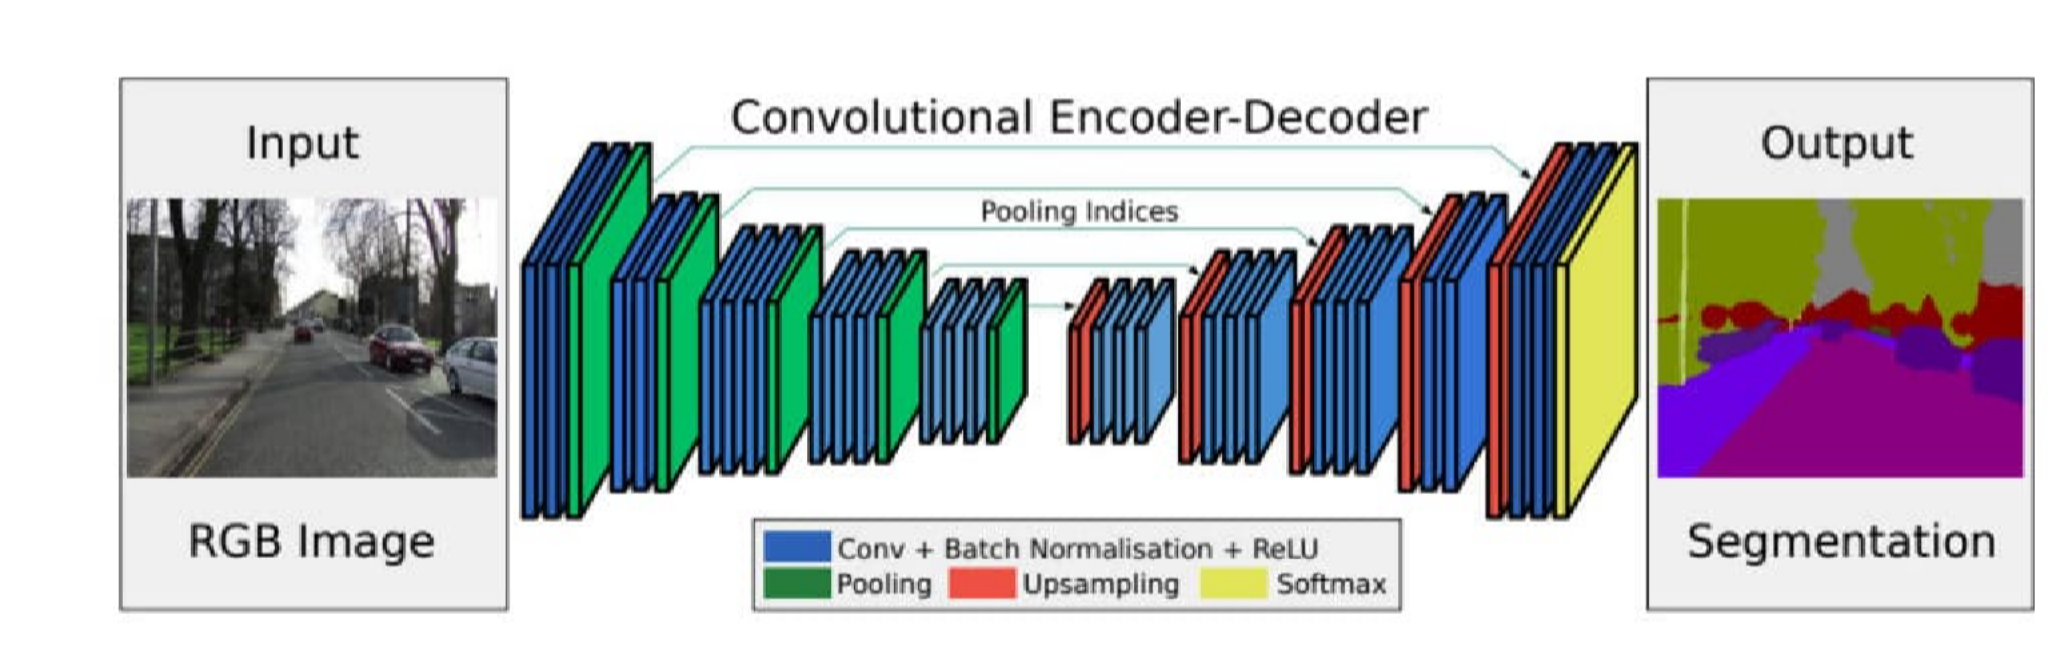 Input
RGB Image
Convolutional Encoder-Decoder
Pooling Indices
Conv + Batch Normalisation + ReLU
Pooling
Upsampling
Softmax
Output
Segmentation